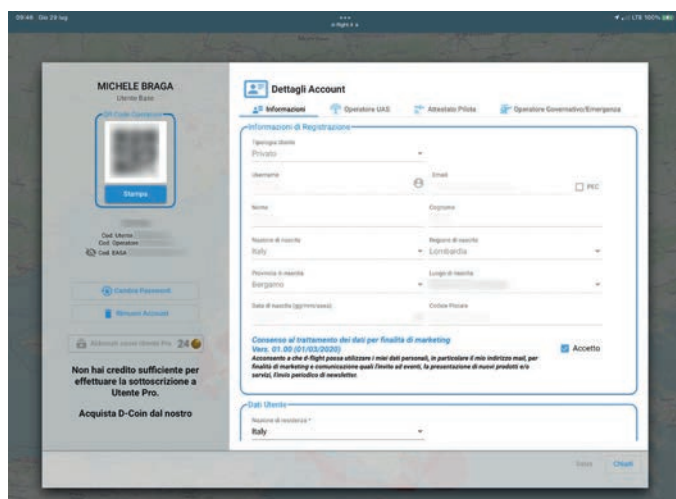 09:46 Gio 29 lug
100%
MICHELE BRAGA
Utente Base
QR Code Operatore
Stampa
Cod. Utente
Cod. Operatore
Cod. EASA
Cambia Password
Rimuovi Account
Abbonati come Utente Pro 24
Non hai credito sufficiente per
effettuare la sottoscrizione a
Utente Pro.
Acquista D-Coin dal nostro
Dettagli Account
Informazioni Operatore UAS Attestato Pilota Operatore Governativo/Emergenza
Informazioni di Registrazione
Tipologia Utente
Privato
Username Email
PEC
Nome Cognome
Nazione di nascita Regione di nascita
Italy Lombardia
Provincia di nascita Luogo di nascita
Bergamo
Data di nascita (gg/mm/aaaa) Codice Fiscale
Consenso al trattamento dei dati per finalità di marketing
Vers. 01.00 (01/03/2020)
Accetto
Acconsento a che d-flight possa utilizzare i miei dati personali, in particolare il mio indirizzo mail, per
finalità di marketing e comunicazione quali l'invito ad eventi, la presentazione di nuovi prodotti e/o
servizi, l'invio periodico di newsletter.
Dati Utente
Nazione di residenza *
Italy
Salva Chiudi